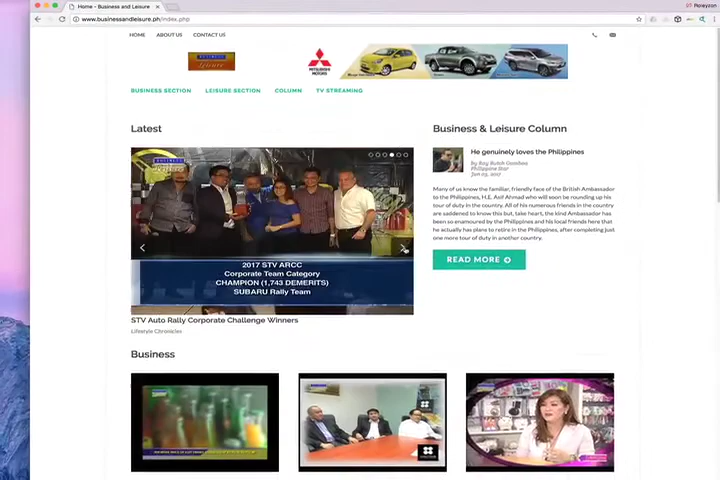 Home - Business and Leisure
Pixeyzon
www.businessandleisure.ph/index.php
HOME
ABOUT US
CONTACT US
BUSINESS
Leisure
MITSUBISHI
MOTORS
BUSINESS SECTION
LEISURE SECTION
COLUMN
TV STREAMING
Latest
2017 STV ARCC
Corporate Team Category
CHAMPION (1,743 DEMERITS)
SUBARU Rally Team
STV Auto Rally Corporate Challenge Winners
Lifestyle Chronicles
Business & Leisure Column
He genuinely loves the Philippines
Philippine Star
Many of us know the familiar, friendly face of the British Ambassador
to the Philippines, H.E. Asif Ahmad who will soon be rounding up his
tour of duty in the country. All of his numerous friends in the country
are saddened to know this but, take heart, the kind Ambassador has
been so enamoured by the Philippines and his local friends here that
he actually has plans to retire in the Philippines, after completing just
one more tour of duty in another country.
READ MORE
Business